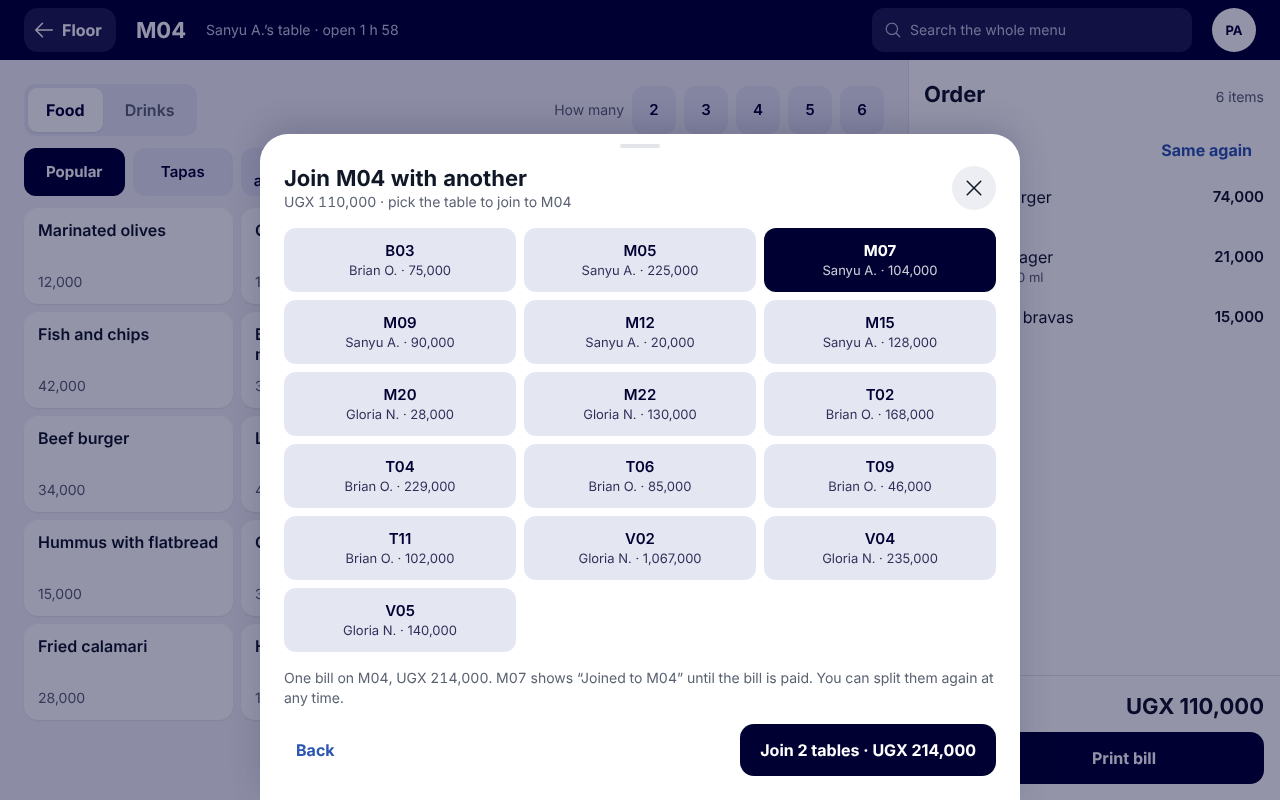 Floor
M04
Sanyu A.’s table · open 1 h 58
Search the whole menu
PA
Food
Drinks
How many
2
3
4
5
6
Order
6 items
Popular
Tapas
Same again
Join M04 with another
UGX 110,000 · pick the table to join to M04
Marinated olives
12,000
Fish and chips
42,000
Beef burger
34,000
Hummus with flatbread
15,000
Fried calamari
28,000
B03
Brian O. · 75,000
M05
Sanyu A. · 225,000
M07
Sanyu A. · 104,000
M09
Sanyu A. · 90,000
M12
Sanyu A. · 20,000
M15
Sanyu A. · 128,000
M20
Gloria N. · 28,000
M22
Gloria N. · 130,000
T02
Brian O. · 168,000
T04
Brian O. · 229,000
T06
Brian O. · 85,000
T09
Brian O. · 46,000
T11
Brian O. · 102,000
V02
Gloria N. · 1,067,000
V04
Gloria N. · 235,000
V05
Gloria N. · 140,000
One bill on M04, UGX 214,000. M07 shows “Joined to M04” until the bill is paid. You can split them again at
any time.
Back
Join 2 tables · UGX 214,000
74,000
21,000
ml
bravas
15,000
UGX 110,000
Print bill